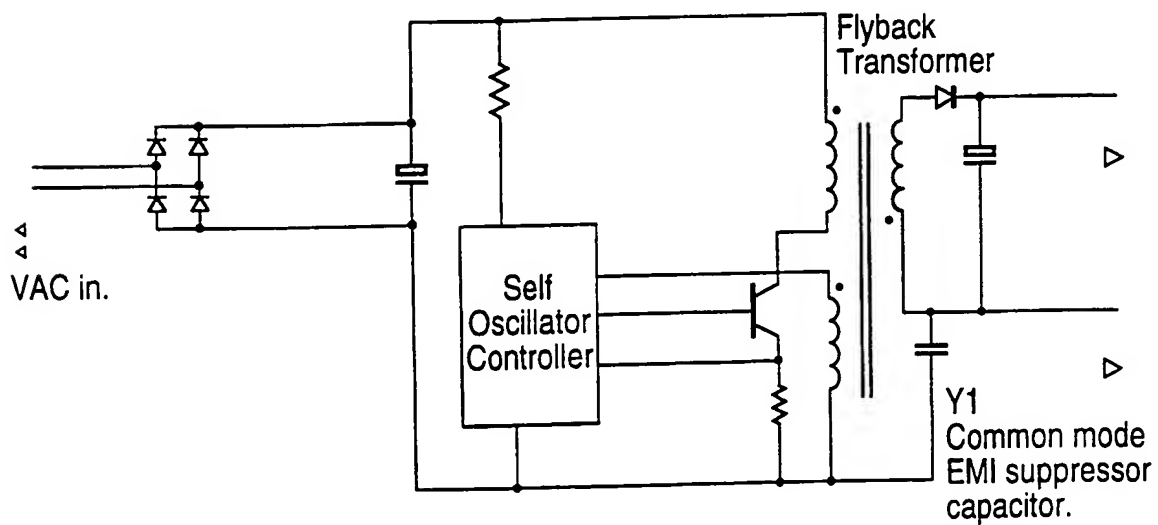 Flyback
Transformer
VAC in.
Self
Oscillator
Controller
Y1
Common mode
EMI suppressor
capacitor.